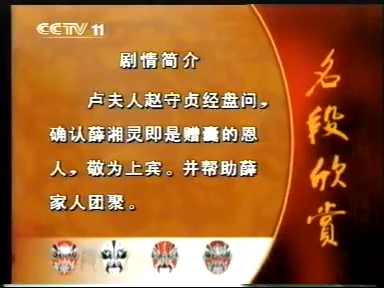 CCTV 11
剧情简介
卢夫人赵守贞经盘问，
确认薛湘灵即是赠囊的恩
人，敬为上宾。并帮助薛
家人团聚。
名段欣赏